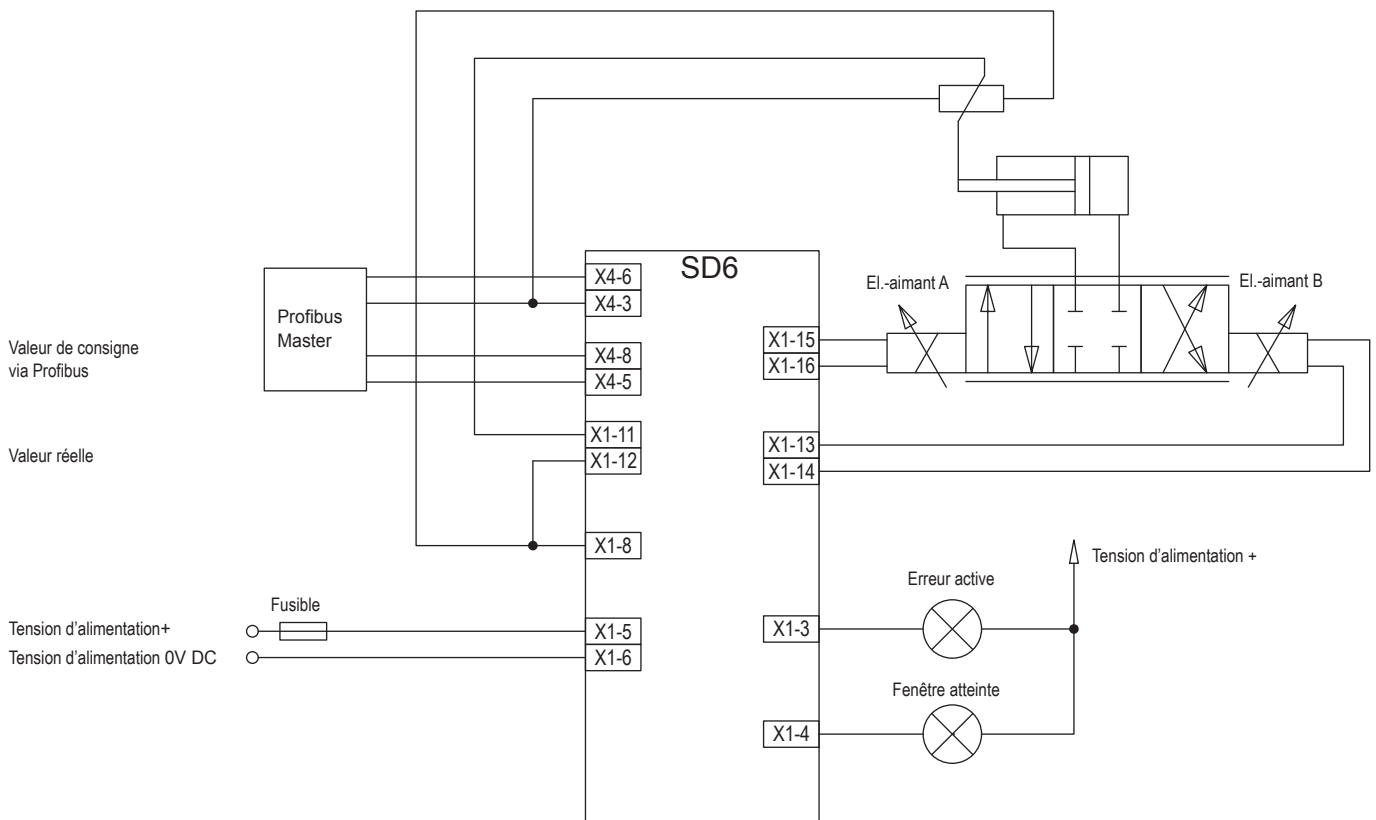 SD6
X4-6
X4-3
Profibus
Master
Valeur de consigne
via Profibus
X4-8
X4-5
X1-11
X1-12
Valeur réelle
X1-8
Fusible
Tension d’alimentation+
X1-5
Tension d’alimentation 0V DC
X1-6
El.-aimant A
El.-aimant B
X1-15
X1-16
X1-13
X1-14
Tension d’alimentation +
Erreur active
X1-3
Fenêtre atteinte
X1-4